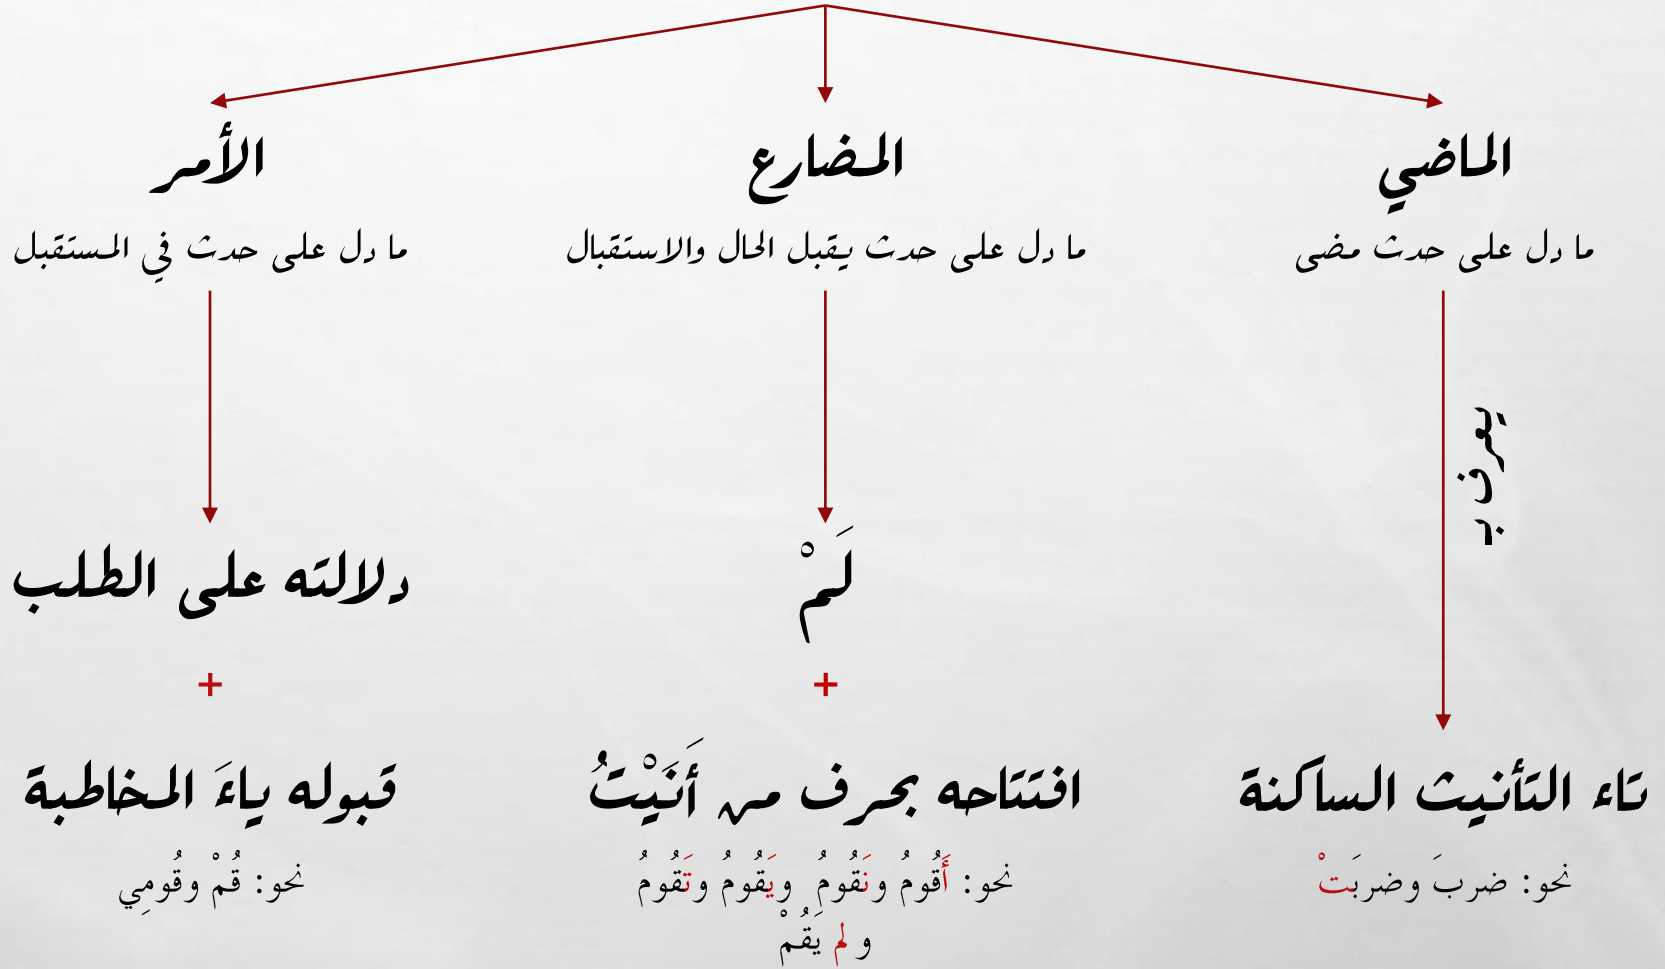 الماضي
ما دل على حدث مضى
يعرف بـ
تاء التأنيث الساكنة
نحو: ضربَ وضربَتْ
المضارع
ما دل على حدث يقبل الحال والاستقبال
لَمْ
+
افتتاحه بحرف من أَنَيْتُ
نحو: أَقُومُ ونَقُومُ ويَقُومُ وتَقُومُ
و لم يَقُمْ
الأمر
ما دل على حدث في المستقبل
دلالته على الطلب
+
قبوله ياءَ المخاطبة
نحو: قُمْ وقُومِي